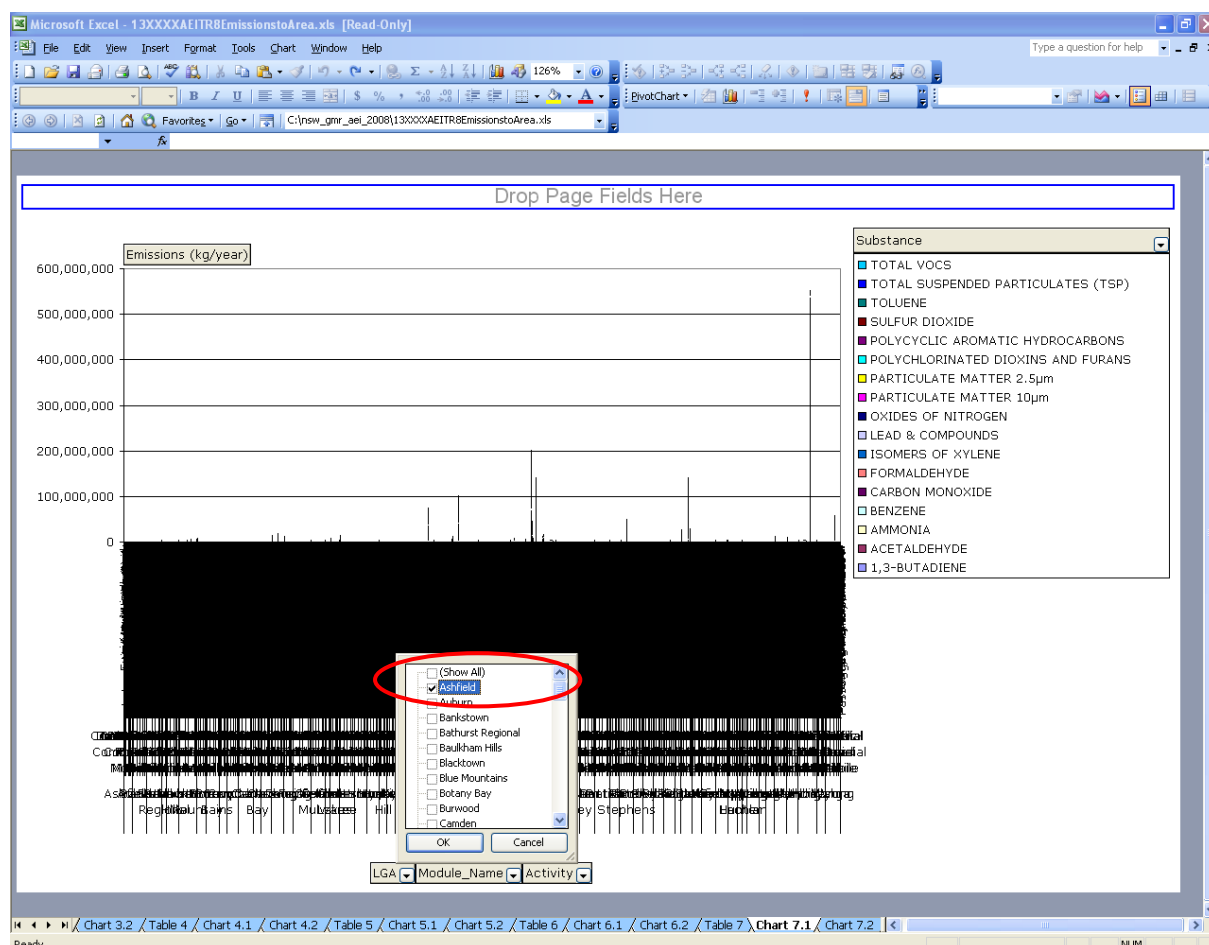 Microsoft Excel - 13XXXXAEITR8EmissionstoArea.xls [Read-Only]
File Edit View Insert Format Tools Chart Window Help Type a question for help
126%
PivotChart
Favorites Go C:\nsw_gmr_aei_2008\13XXXXAEITR8EmissionstoArea.xls
fx
Drop Page Fields Here
Emissions (kg/year)
600,000,000
500,000,000
400,000,000
300,000,000
200,000,000
100,000,000
0
Substance
TOTAL VOCS
TOTAL SUSPENDED PARTICULATES (TSP)
TOLUENE
SULFUR DIOXIDE
POLYCYCLIC AROMATIC HYDROCARBONS
POLYCHLORINATED DIOXINS AND FURANS
PARTICULATE MATTER 2.5µm
PARTICULATE MATTER 10µm
OXIDES OF NITROGEN
LEAD & COMPOUNDS
ISOMERS OF XYLENE
FORMALDEHYDE
CARBON MONOXIDE
BENZENE
AMMONIA
ACETALDEHYDE
1,3-BUTADIENE
(Show All)
Ashfield
Auburn
Bankstown
Bathurst Regional
Baulkham Hills
Blacktown
Blue Mountains
Botany Bay
Burwood
Camden
OK Cancel
Bay
Hill
Stephens
LGA Module_Name Activity
Chart 3.2 Table 4 Chart 4.1 Chart 4.2 Table 5 Chart 5.1 Chart 5.2 Table 6 Chart 6.1 Chart 6.2 Table 7 Chart 7.1 Chart 7.2
Ready NUM